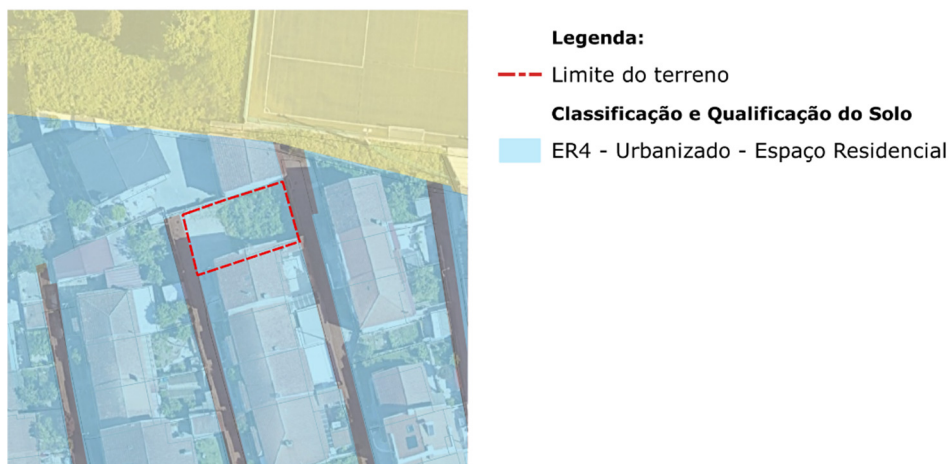 Legenda:
Limite do terreno
Classificação e Qualificação do Solo
ER4 - Urbanizado - Espaço Residencial